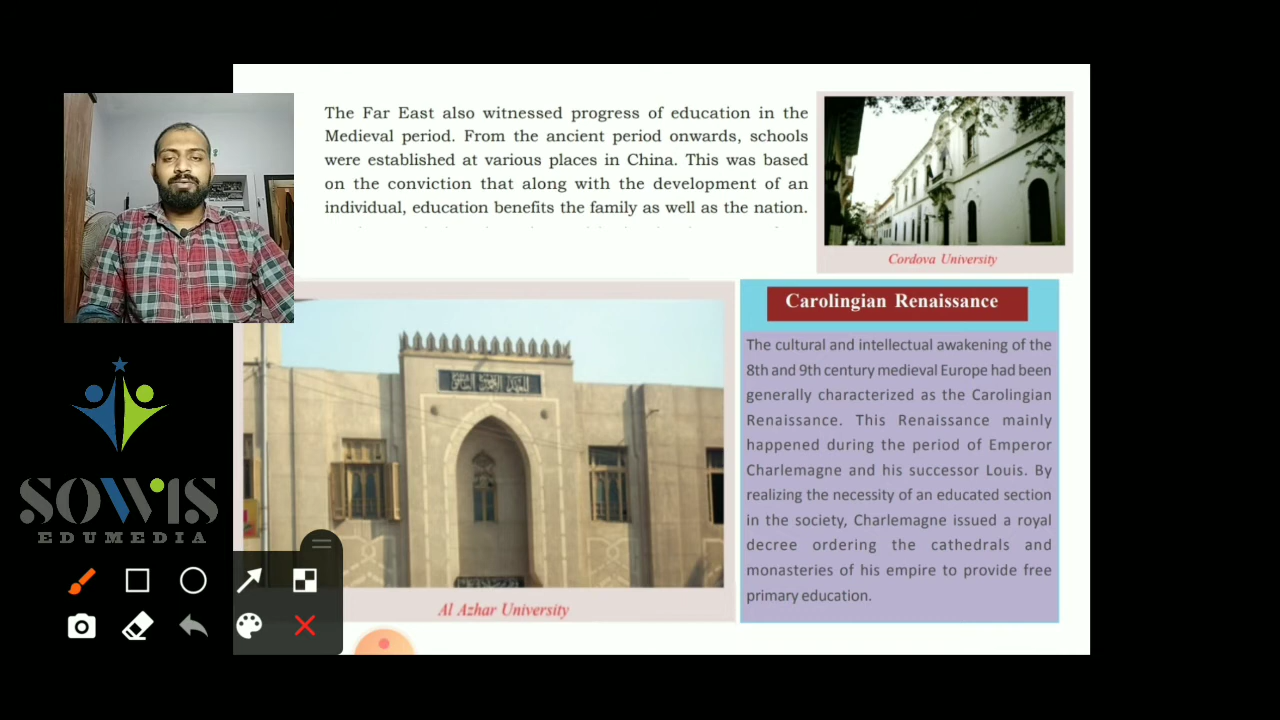 The Far East also witnessed progress of education in the
Medieval period. From the ancient period onwards, schools
were established at various places in China. This was based
on the conviction that along with the development of an
individual, education benefits the family as well as the nation.
Cordova University
Carolingian Renaissance
The cultural and intellectual awakening of the
8th and 9th century medieval Europe had been
generally characterized as the Carolingian
Renaissance. This Renaissance mainly
happened during the period of Emperor
Charlemagne and his successor Louis. By
realizing the necessity of an educated section
in the society, Charlemagne issued a royal
decree ordering the cathedrals and
monasteries of his empire to provide free
primary education.
Al Azhar University
SOWIS
EDUMEDIA